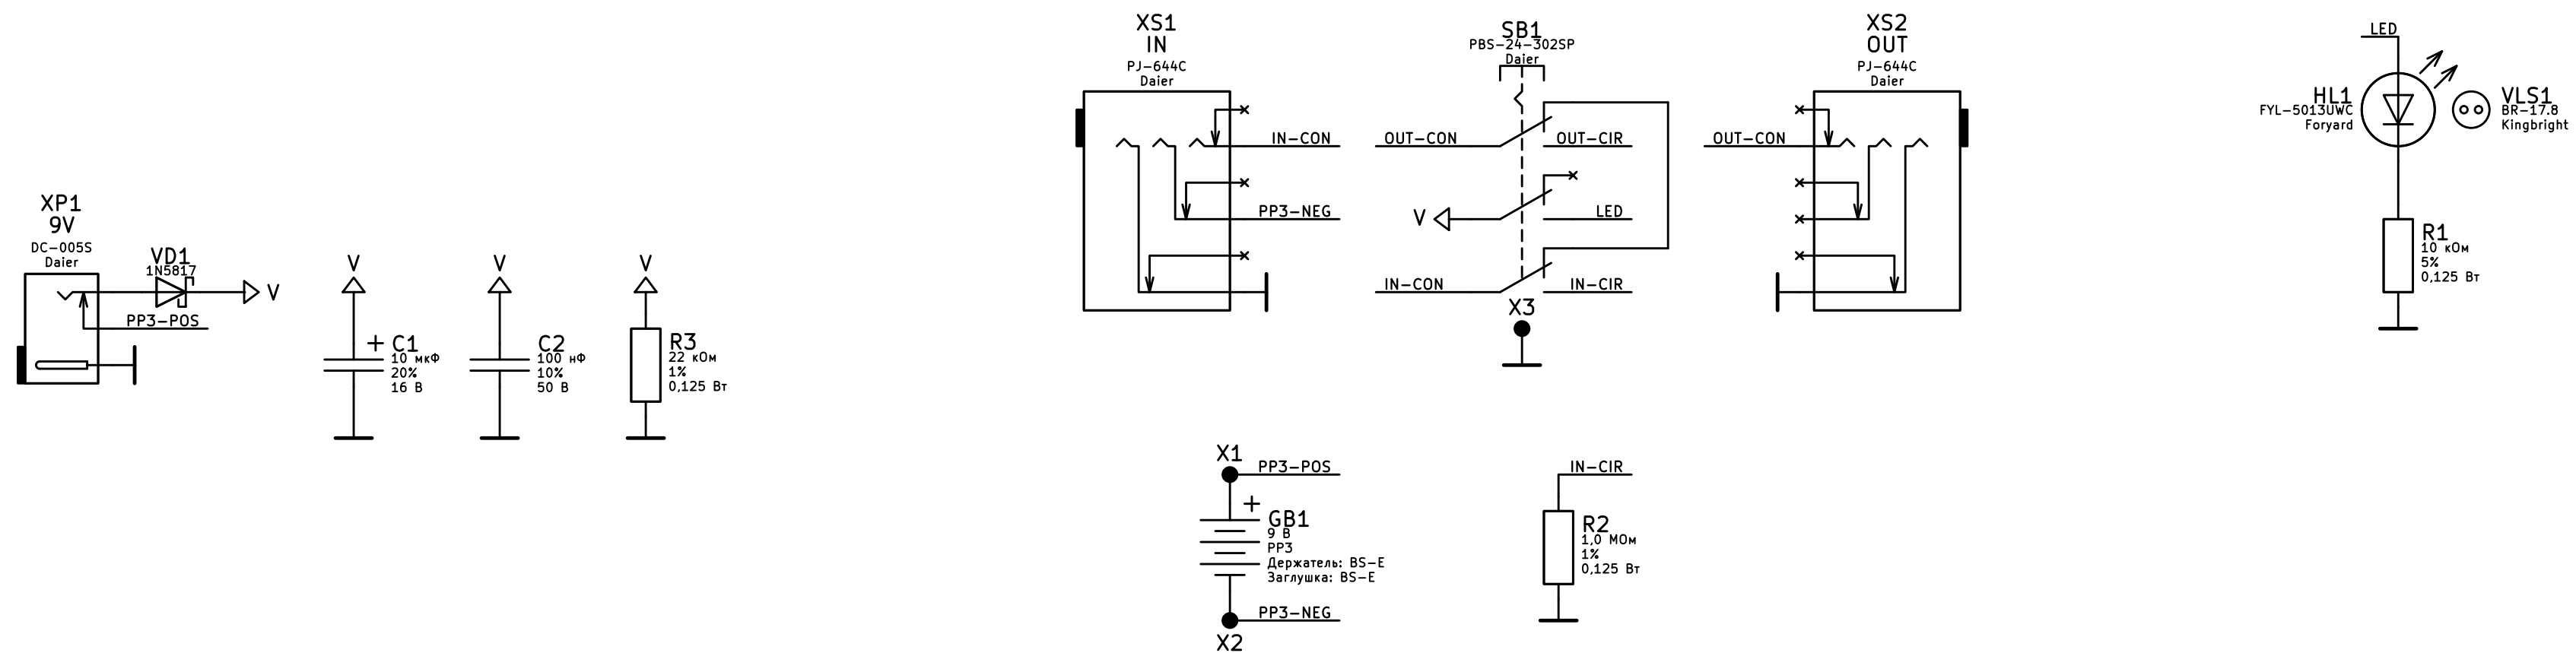 XP1
9V
DC-005S
Daier
VD1
1N5817
V
PP3-POS
V
C1
10 мкФ
20%
16 В
V
C2
100 нФ
10%
50 В
V
R3
22 кОм
1%
0,125 Вт
XS1
IN
PJ-644C
Daier
IN-CON
PP3-NEG
SB1
PBS-24-302SP
Daier
OUT-CON
OUT-CIR
V
LED
IN-CON
IN-CIR
X3
XS2
OUT
PJ-644C
Daier
OUT-CON
LED
HL1
FYL-5013UWC
Foryard
VLS1
BR-17.8
Kingbright
R1
10 кОм
5%
0,125 Вт
X1
PP3-POS
GB1
9 В
PP3
Держатель: BS-E
Заглушка: BS-E
PP3-NEG
X2
IN-CIR
R2
1,0 МОм
1%
0,125 Вт